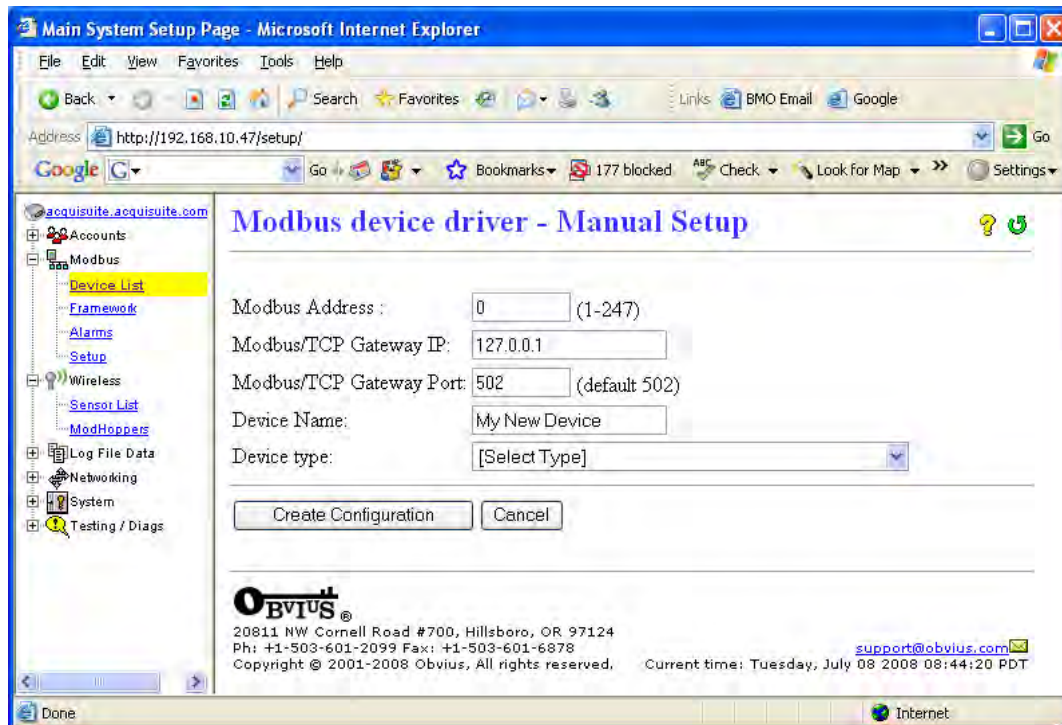 Main System Setup Page - Microsoft Internet Explorer
File Edit View Favorites Tools Help
Back Search Favorites Links BMO Email Google
Address http://192.168.10.47/setup/ Go
Google G Go Bookmarks 177 blocked ABC Check Look for Map >> Settings
acquisuite.acquisuite.com
Accounts
Modbus
Device List
Framework
Alarms
Setup
Wireless
Sensor List
ModHoppers
Log File Data
Networking
System
Testing / Diags
Modbus device driver - Manual Setup
Modbus Address : 0 (1-247)
Modbus/TCP Gateway IP: 127.0.0.1
Modbus/TCP Gateway Port: 502 (default 502)
Device Name: My New Device
Device type: [Select Type]
Create Configuration Cancel
OBVIUS ®
20811 NW Cornell Road #700, Hillsboro, OR 97124
Ph: +1-503-601-2099 Fax: +1-503-601-6878 support@obvius.com
Copyright © 2001-2008 Obvius, All rights reserved. Current time: Tuesday, July 08 2008 08:44:20 PDT
Done Internet